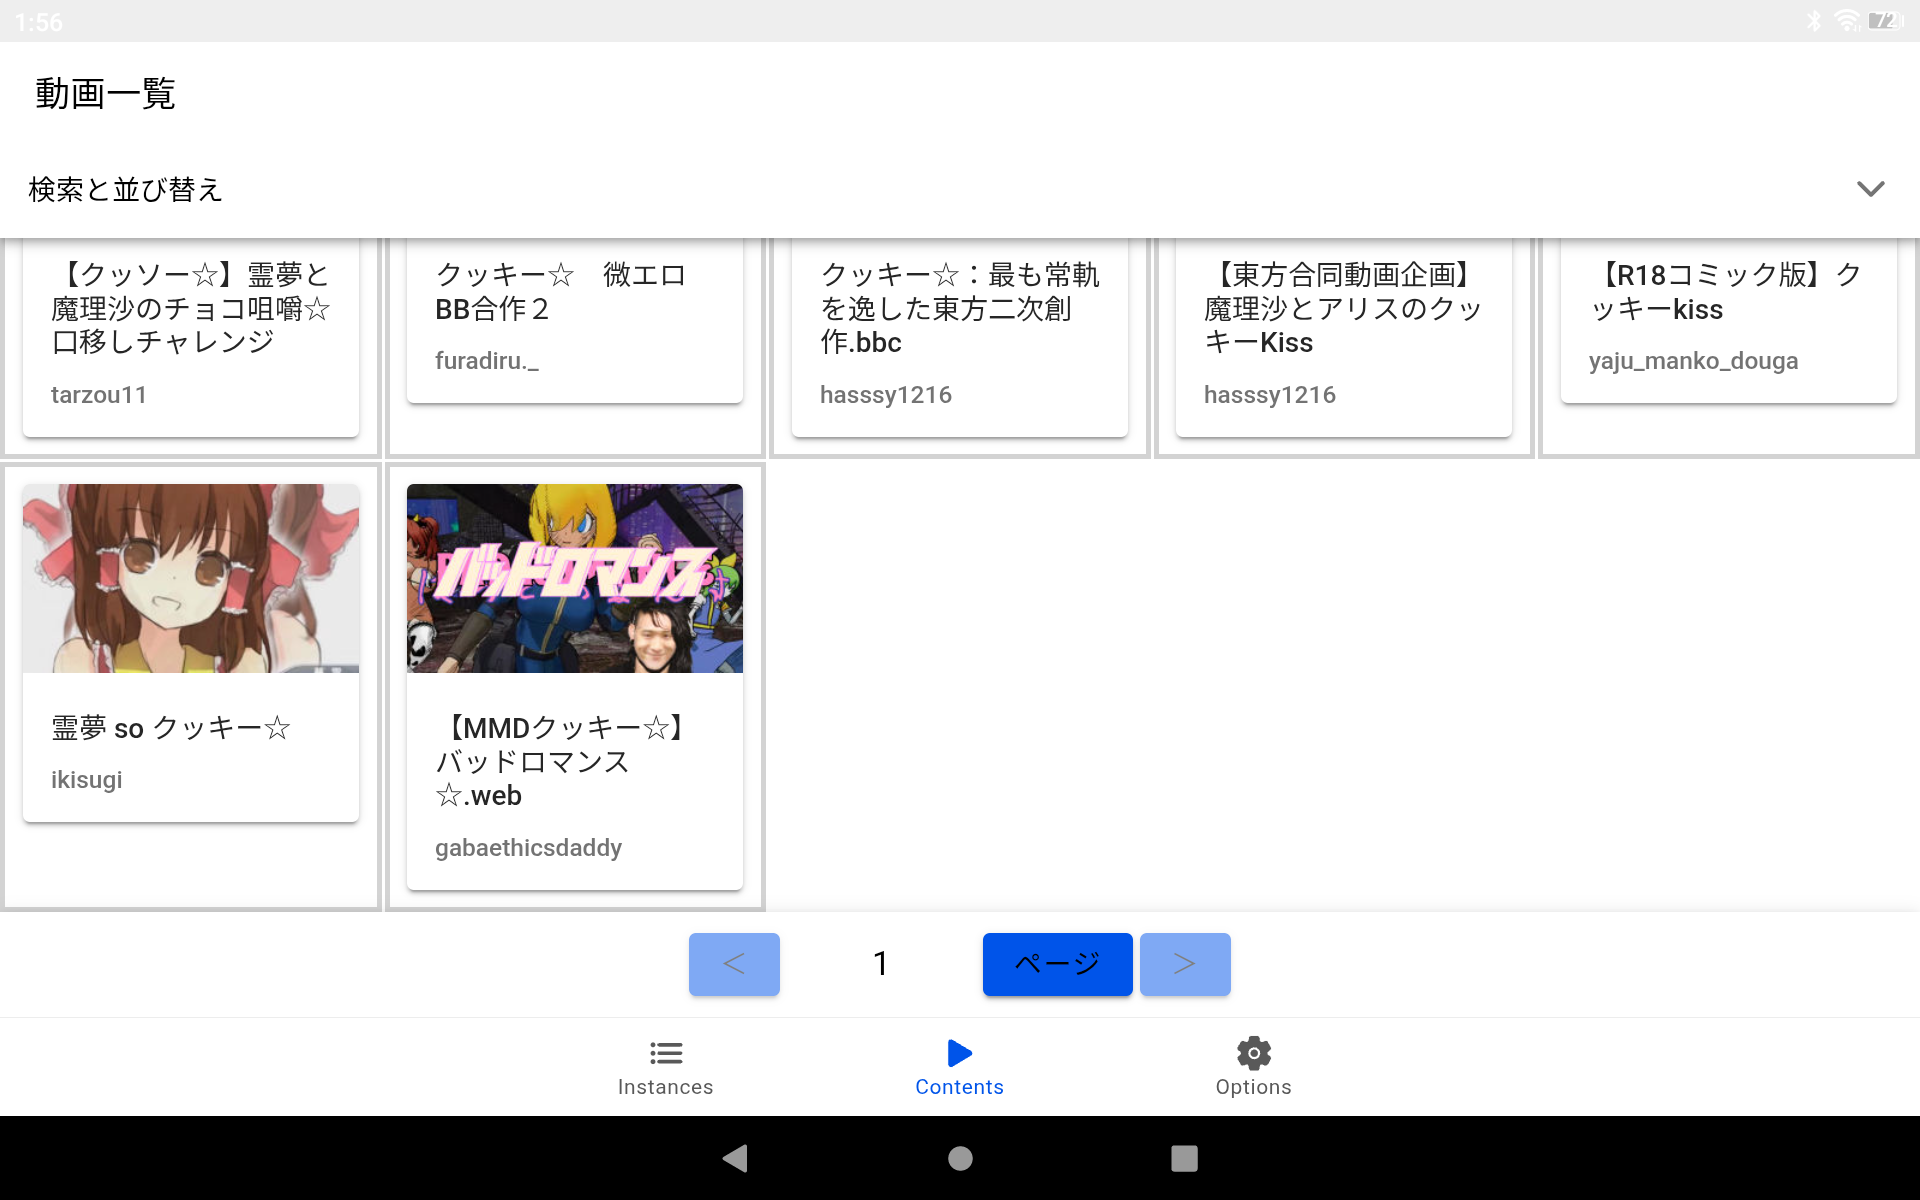 1:56
72
動画一覧
検索と並び替え
【クッソー☆】霊夢と
魔理沙のチョコ咀嚼☆
口移しチャレンジ
tarzou11
クッキー☆　微エロ
BB合作２
furadiru._
クッキー☆：最も常軌
を逸した東方二次創
作.bbc
hasssy1216
【東方合同動画企画】
魔理沙とアリスのクッ
キーKiss
hasssy1216
【R18コミック版】ク
ッキーkiss
yaju_manko_douga
霊夢 so クッキー☆
ikisugi
バッドロマンス
【MMDクッキー☆】
バッドロマンス
☆.web
gabaethicsdaddy
＜
1
ページ
＞
Instances
Contents
Options